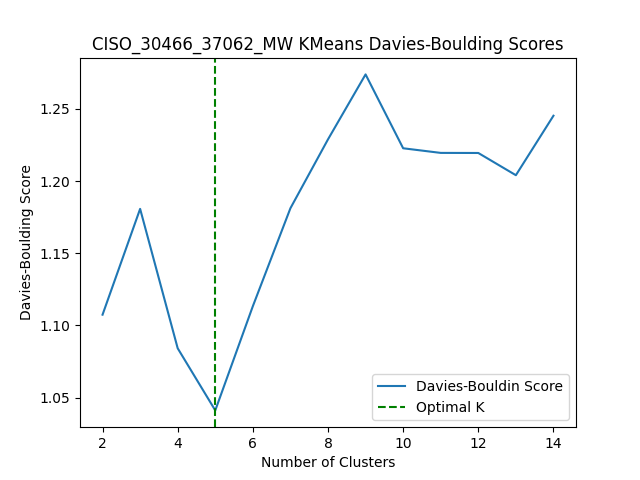 CISO_30466_37062_MW KMeans Davies-Boulding Scores
Davies-Boulding Score
1.25
1.20
1.15
1.10
1.05
Davies-Bouldin Score
Optimal K
2 4 6 8 10 12 14
Number of Clusters